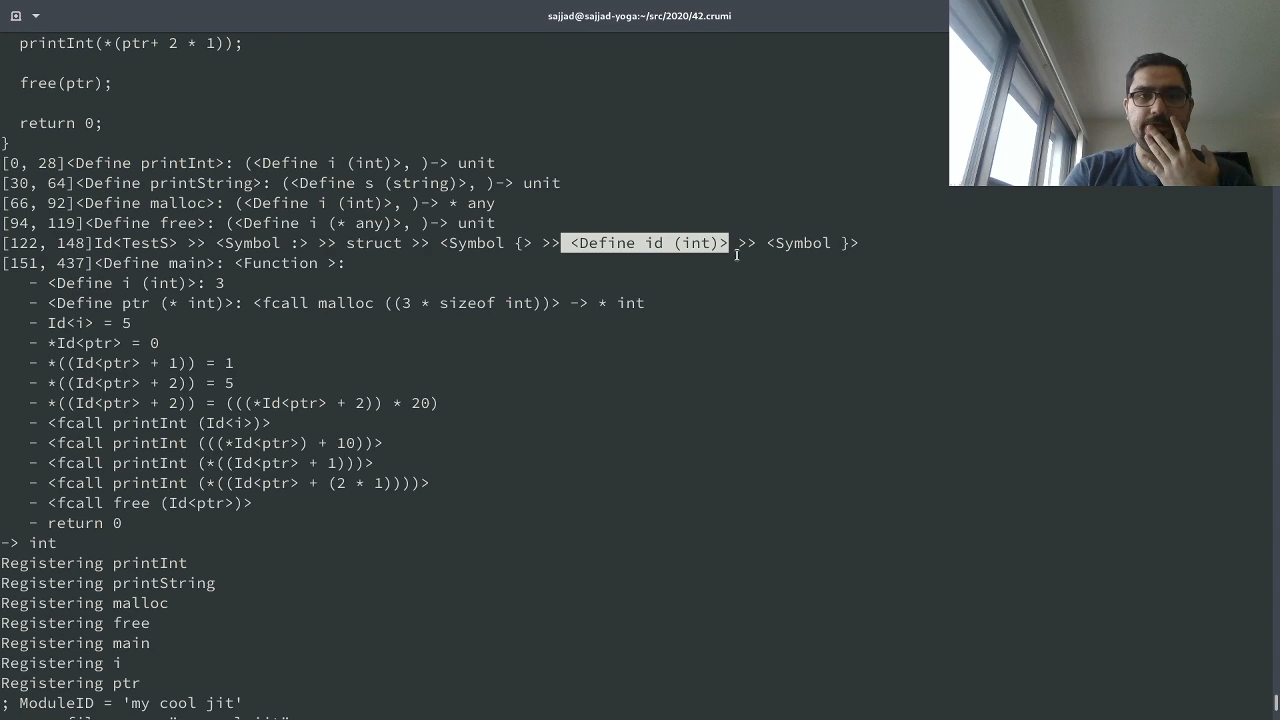 sajjad@sajjad-yoga:~/src/2020/42.crumi
printInt(*(ptr+ 2 * 1));
free(ptr);
return 0;
}
[0, 28]<Define printInt>: (<Define i (int)>, )-> unit
[30, 64]<Define printString>: (<Define s (string)>, )-> unit
[66, 92]<Define malloc>: (<Define i (int)>, )-> * any
[94, 119]<Define free>: (<Define i (* any)>, )-> unit
[122, 148]Id<TestS> >> <Symbol :> >> struct >> <Symbol {> >> <Define id (int)> >> <Symbol }>
[151, 437]<Define main>: <Function >:
- <Define i (int)>: 3
- <Define ptr (* int)>: <fcall malloc ((3 * sizeof int))> -> * int
- Id<i> = 5
- *Id<ptr> = 0
- *((Id<ptr> + 1)) = 1
- *((Id<ptr> + 2)) = 5
- *((Id<ptr> + 2)) = (((*Id<ptr> + 2)) * 20)
- <fcall printInt (Id<i>)>
- <fcall printInt (((*Id<ptr>) + 10))>
- <fcall printInt (*((Id<ptr> + 1)))>
- <fcall printInt (*((Id<ptr> + (2 * 1))))>
- <fcall free (Id<ptr>)>
- return 0
-> int
Registering printInt
Registering printString
Registering malloc
Registering free
Registering main
Registering i
Registering ptr
; ModuleID = 'my cool jit'